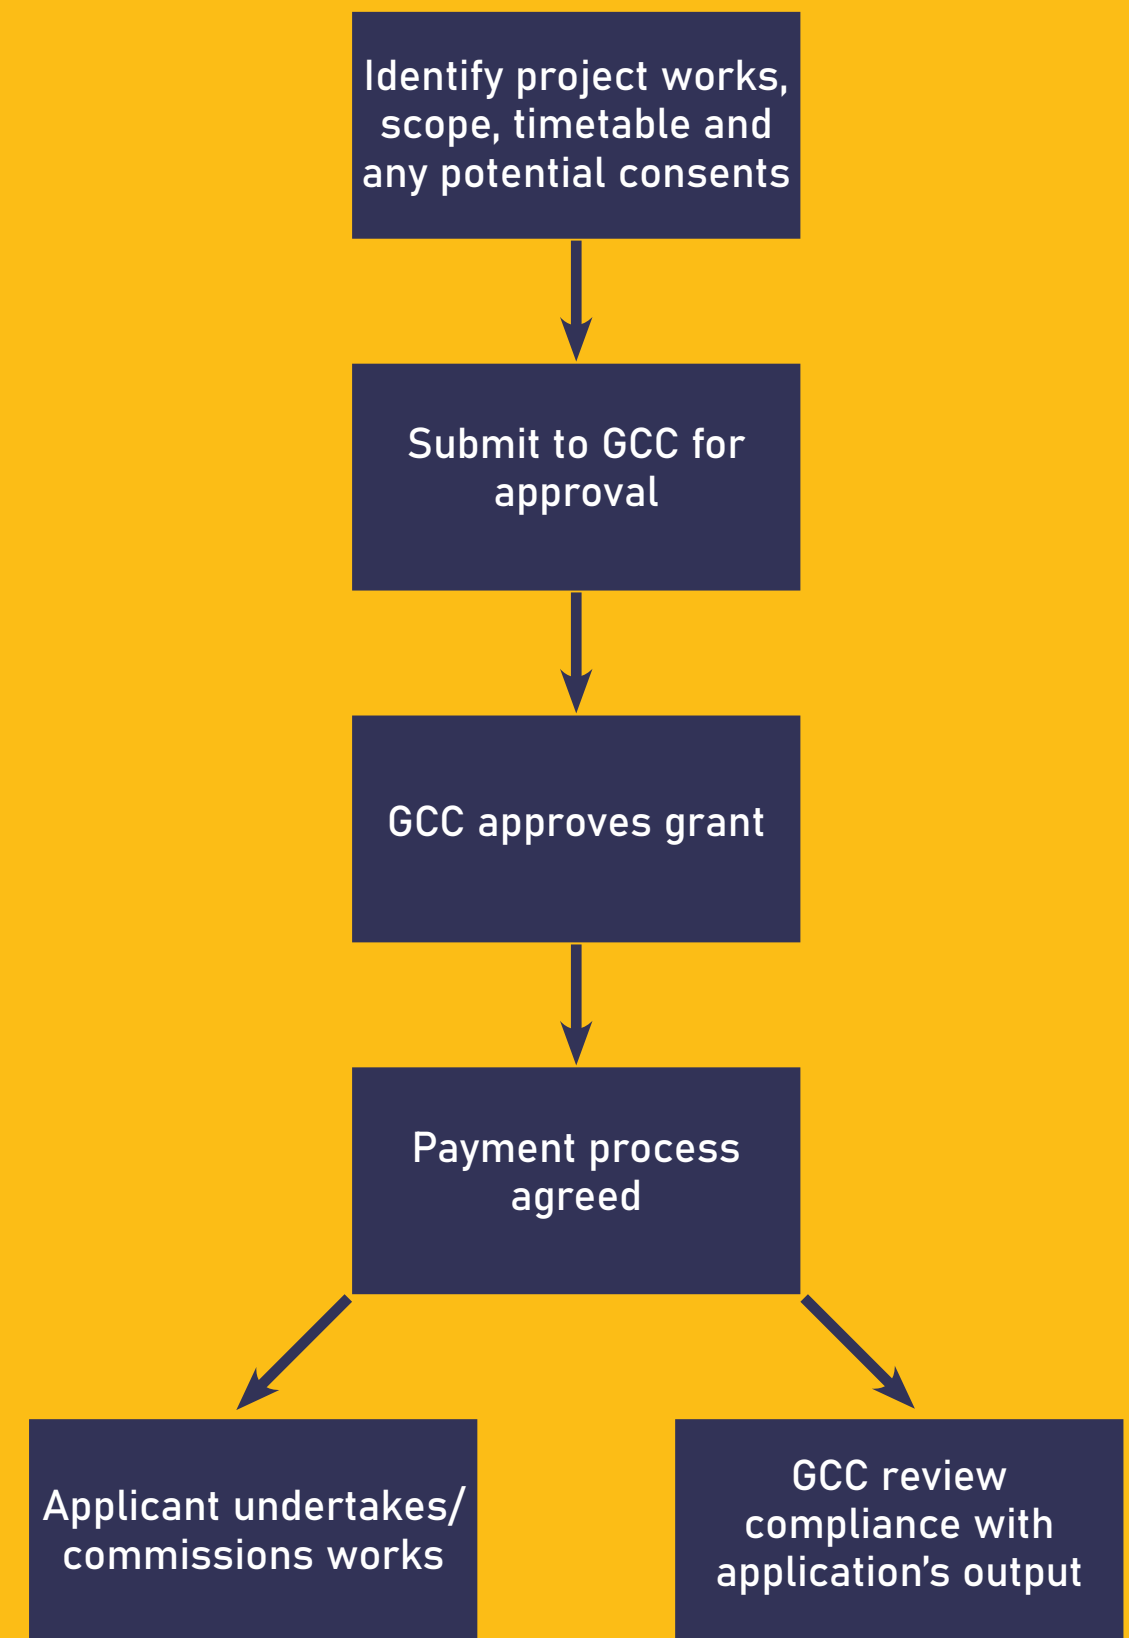 Identify project works,
scope, timetable and
any potential consents
Submit to GCC for
approval
GCC approves grant
Payment process
agreed
Applicant undertakes/
commissions works
GCC review
compliance with
application’s output